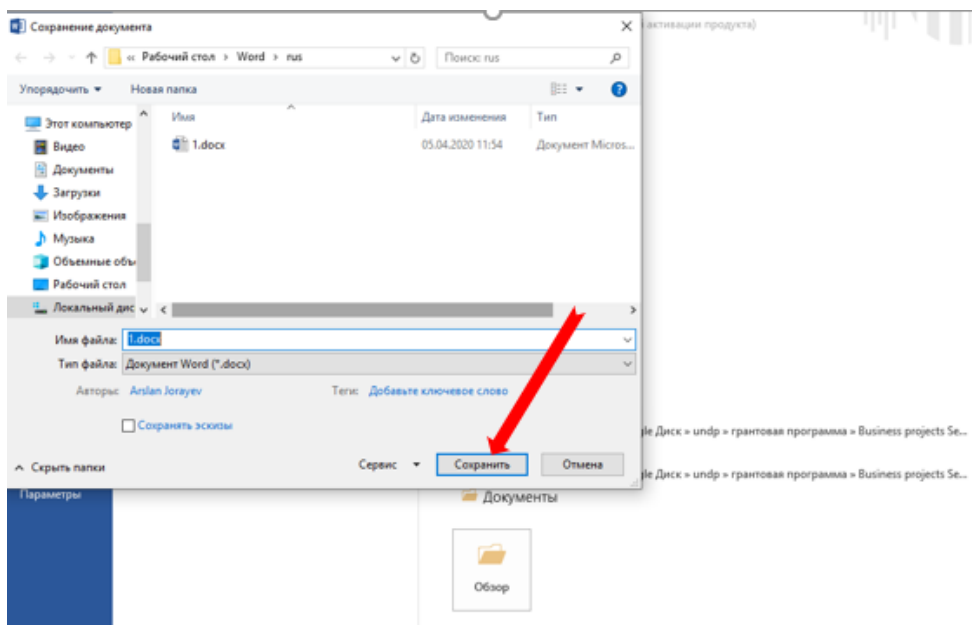 Сохранение документа
активации продукта)
« Рабочий стол › Word › rus
Поиск: rus
Упорядочить
Новая папка
Имя
Дата изменения
Тип
Этот компьютер
Видео
Документы
Загрузки
Изображения
Музыка
Объемные объ
Рабочий стол
Локальный дис
1.docx
05.04.2020 11:54
Документ Micros...
Имя файла: 1.docx
Тип файла: Документ Word (*.docx)
Авторы: Arslan Jorayev
Теги: Добавьте ключевое слово
Сохранять эскизы
Скрыть папки
Сервис
Сохранить
Отмена
gle Диск » undp » грантовая программа » Business projects Se...
gle Диск » undp » грантовая программа » Business projects Se...
Параметры
Документы
Обзор